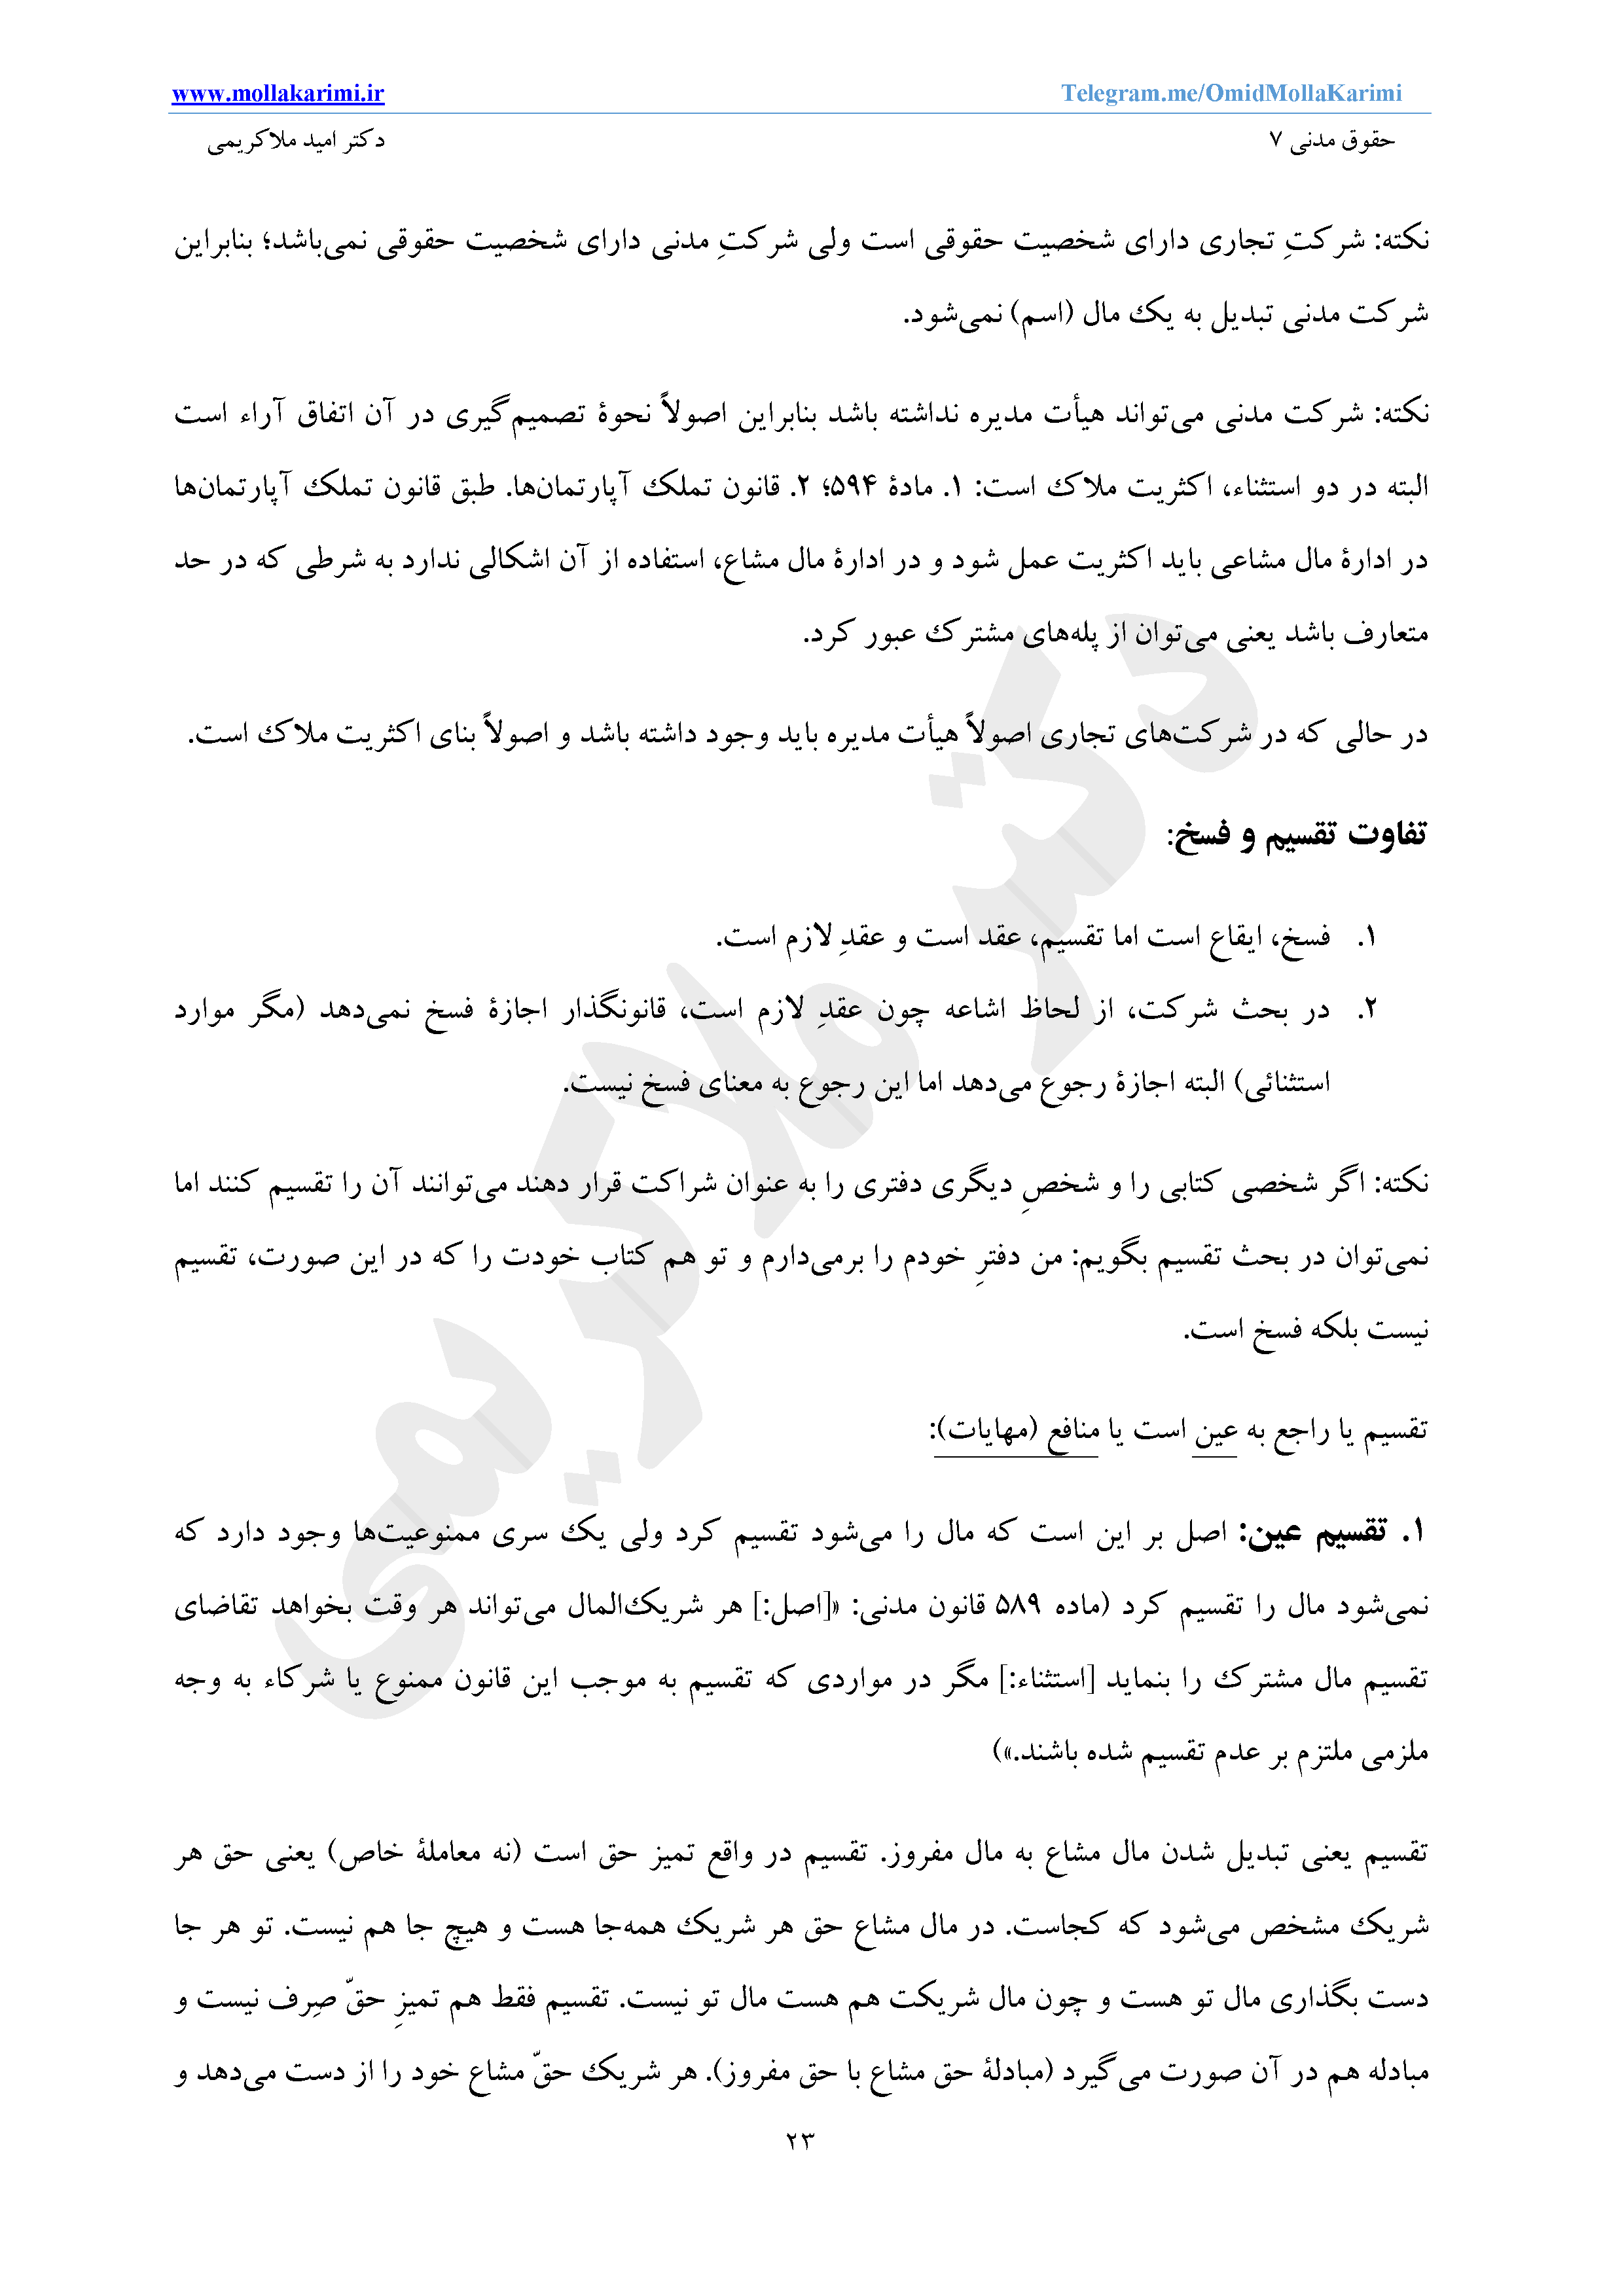 www.mollakarimi.ir Telegram.me/OmidMollaKarimi
حقوق مدنی ۷ دکتر امید ملاکریمی
نکته: شرکتِ تجاری دارای شخصیت حقوقی است ولی شرکتِ مدنی دارای شخصیت حقوقی نمی‌باشد؛ بنابراین
شرکت مدنی تبدیل به یک مال (اسم) نمی‌شود.
نکته: شرکت مدنی می‌تواند هیأت مدیره نداشته باشد بنابراین اصولاً نحوهٔ تصمیم‌گیری در آن اتفاق آراء است
البته در دو استثناء، اکثریت ملاک است: ۱. مادهٔ ۵۹۴؛ ۲. قانون تملک آپارتمان‌ها. طبق قانون تملک آپارتمان‌ها
در ادارهٔ مال مشاعی باید اکثریت عمل شود و در ادارهٔ مال مشاع، استفاده از آن اشکالی ندارد به شرطی که در حد
متعارف باشد یعنی می‌توان از پله‌های مشترک عبور کرد.
در حالی که در شرکت‌های تجاری اصولاً هیأت مدیره باید وجود داشته باشد و اصولاً بنای اکثریت ملاک است.
تفاوت تقسیم و فسخ:
۱. فسخ، ایقاع است اما تقسیم، عقد است و عقدِ لازم است.
۲. در بحث شرکت، از لحاظ اشاعه چون عقدِ لازم است، قانونگذار اجازهٔ فسخ نمی‌دهد (مگر موارد
استثنائی) البته اجازهٔ رجوع می‌دهد اما این رجوع به معنای فسخ نیست.
نکته: اگر شخصی کتابی را و شخصِ دیگری دفتری را به عنوان شراکت قرار دهند می‌توانند آن را تقسیم کنند اما
نمی‌توان در بحث تقسیم بگویم: من دفترِ خودم را برمی‌دارم و تو هم کتاب خودت را که در این صورت، تقسیم
نیست بلکه فسخ است.
تقسیم یا راجع به عین است یا منافع (مهایات):
۱. تقسیم عین: اصل بر این است که مال را می‌شود تقسیم کرد ولی یک سری ممنوعیت‌ها وجود دارد که
نمی‌شود مال را تقسیم کرد (ماده ۵۸۹ قانون مدنی: «[اصل:] هر شریک‌المال می‌تواند هر وقت بخواهد تقاضای
تقسیم مال مشترک را بنماید [استثناء:] مگر در مواردی که تقسیم به موجب این قانون ممنوع یا شرکاء به وجه
ملزمی ملتزم بر عدم تقسیم شده باشند.»)
تقسیم یعنی تبدیل شدن مال مشاع به مال مفروز. تقسیم در واقع تمیز حق است (نه معاملهٔ خاص) یعنی حق هر
شریک مشخص می‌شود که کجاست. در مال مشاع حق هر شریک همه‌جا هست و هیچ جا هم نیست. تو هر جا
دست بگذاری مال تو هست و چون مال شریکت هم هست مال تو نیست. تقسیم فقط هم تمیزِ حقّ صِرف نیست و
مبادله هم در آن صورت می‌گیرد (مبادلهٔ حق مشاع با حق مفروز). هر شریک حقّ مشاع خود را از دست می‌دهد و
۲۳
دکتر ملاکریمی